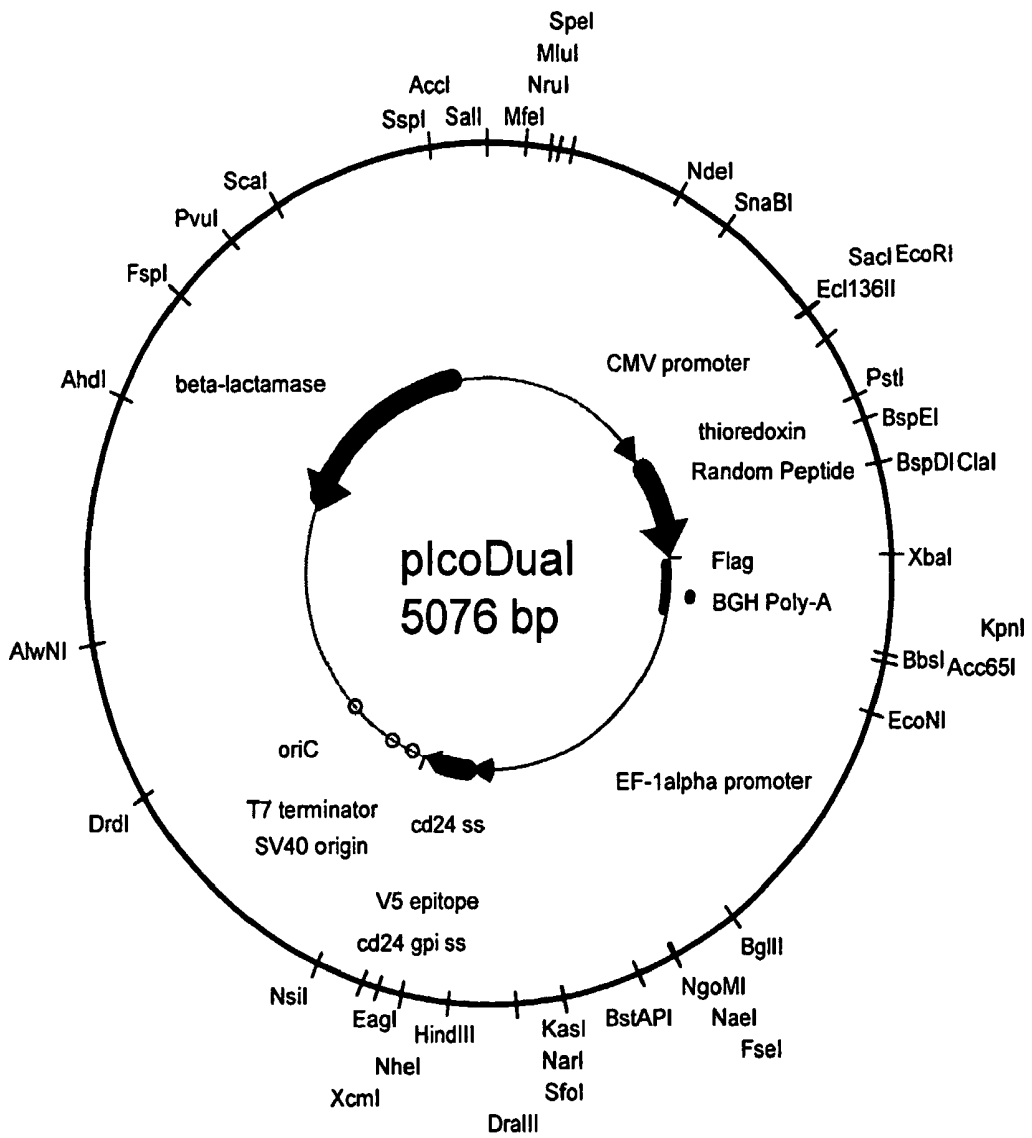 SpeI
MluI
AccI
NruI
SspI
SalI
MfeI
NdeI
ScaI
SnaBI
PvuI
SacI EcoRI
FspI
Ecl136II
CMV promoter
AhdI
beta-lactamase
PstI
BspEI
thioredoxin
Random Peptide
BspDI ClaI
pIcoDual
5076 bp
Flag
XbaI
BGH Poly-A
KpnI
AlwNI
BbsI
Acc65I
EcoNI
oriC
EF-1alpha promoter
T7 terminator
SV40 origin
cd24 ss
DrdI
V5 epitope
cd24 gpi ss
BglII
NsiI
NgoMI
EagI
HindIII
KasI
BstAPI
NaeI
NheI
NarI
FseI
XcmI
SfoI
DraIII